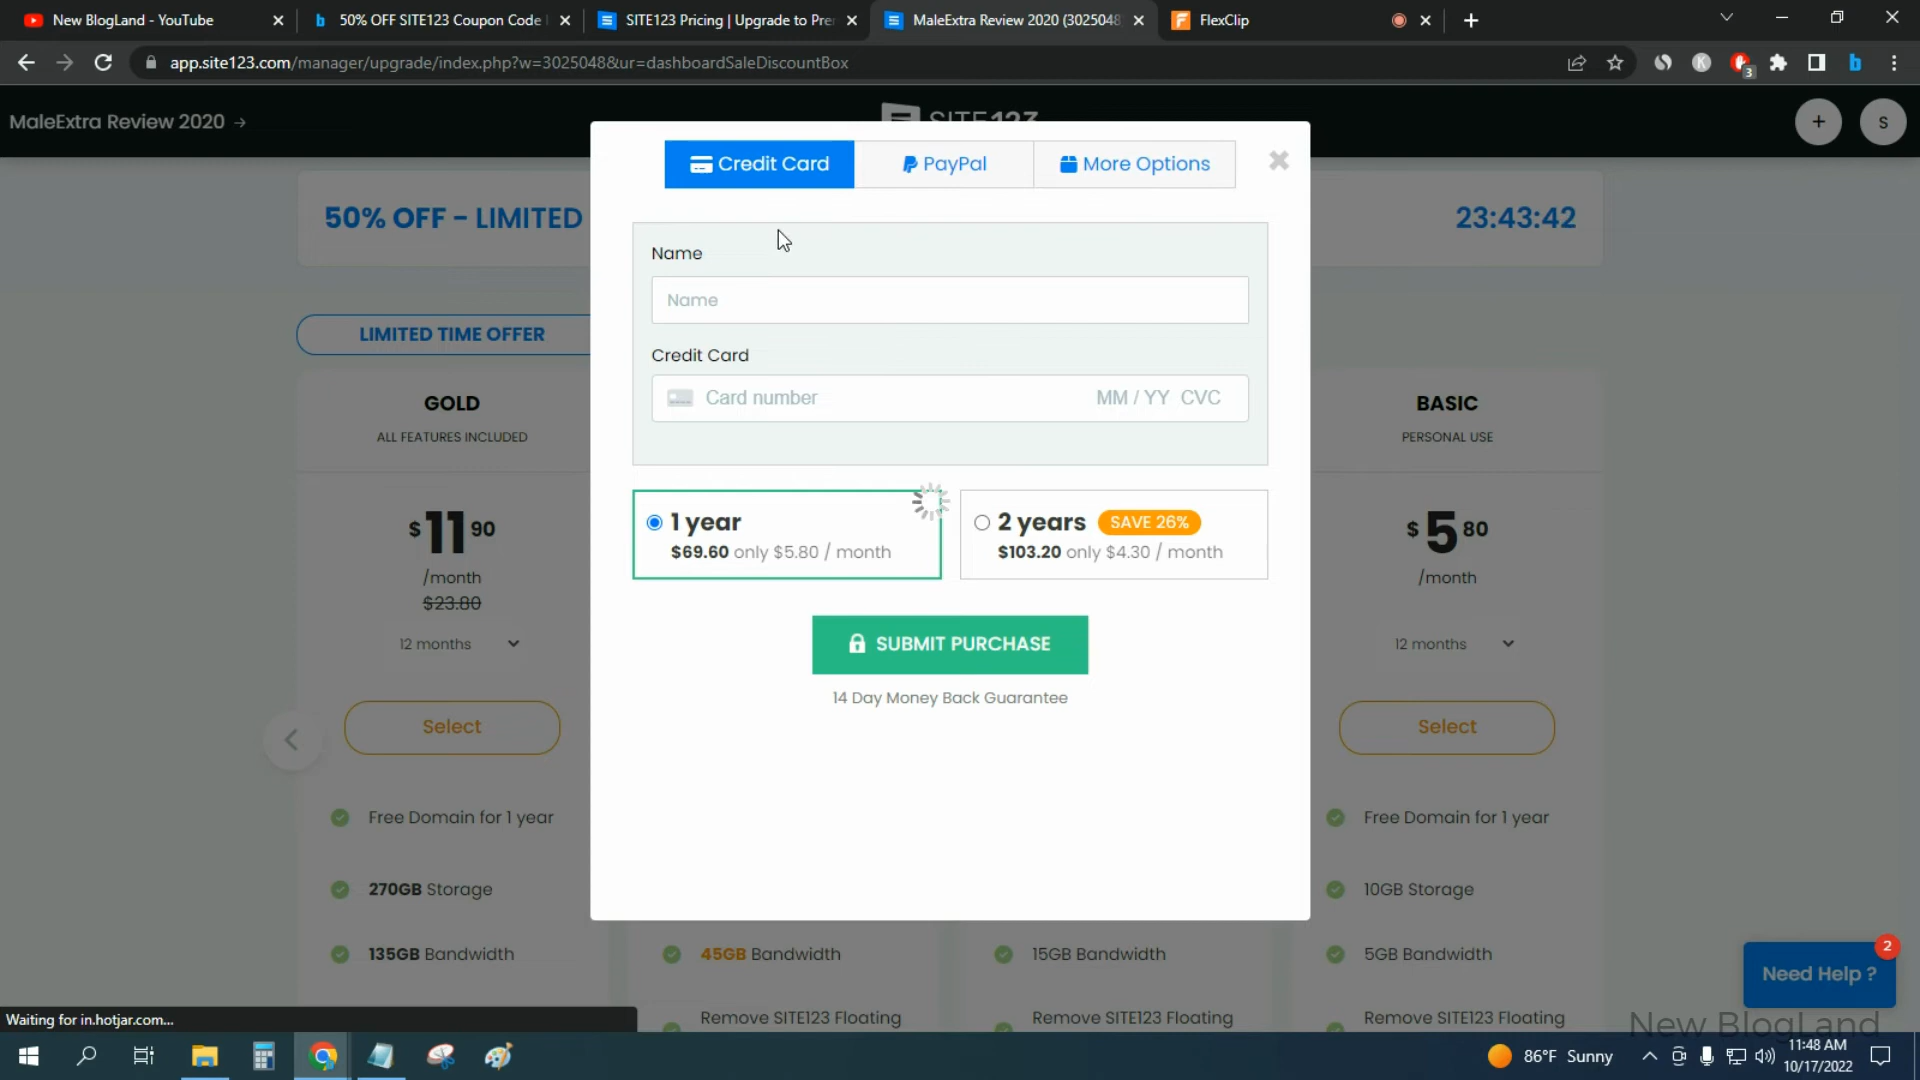 New BlogLand - YouTube
50% OFF SITE123 Coupon Code
SITE123 Pricing | Upgrade to Pre
MaleExtra Review 2020 (3025048
FlexClip
app.site123.com/manager/upgrade/index.php?w=3025048&ur=dashboardSaleDiscountBox
K
3
b
MaleExtra Review 2020 →
SITE123
+
S
Credit Card
PayPal
More Options
50% OFF - LIMITED
23:43:42
Name
Name
Credit Card
Card number
MM / YY CVC
LIMITED TIME OFFER
GOLD
ALL FEATURES INCLUDED
$11 90
/month
$23.80
12 months
Select
Free Domain for 1 year
270GB Storage
135GB Bandwidth
1 year
$69.60 only $5.80 / month
2 years SAVE 26%
$103.20 only $4.30 / month
SUBMIT PURCHASE
14 Day Money Back Guarantee
45GB Bandwidth
Remove SITE123 Floating
15GB Bandwidth
Remove SITE123 Floating
BASIC
PERSONAL USE
$5 80
/month
12 months
Select
Free Domain for 1 year
10GB Storage
5GB Bandwidth
Remove SITE123 Floating
2
Need Help ?
Waiting for in.hotjar.com...
New BlogLand
86°F Sunny
11:48 AM
10/17/2022